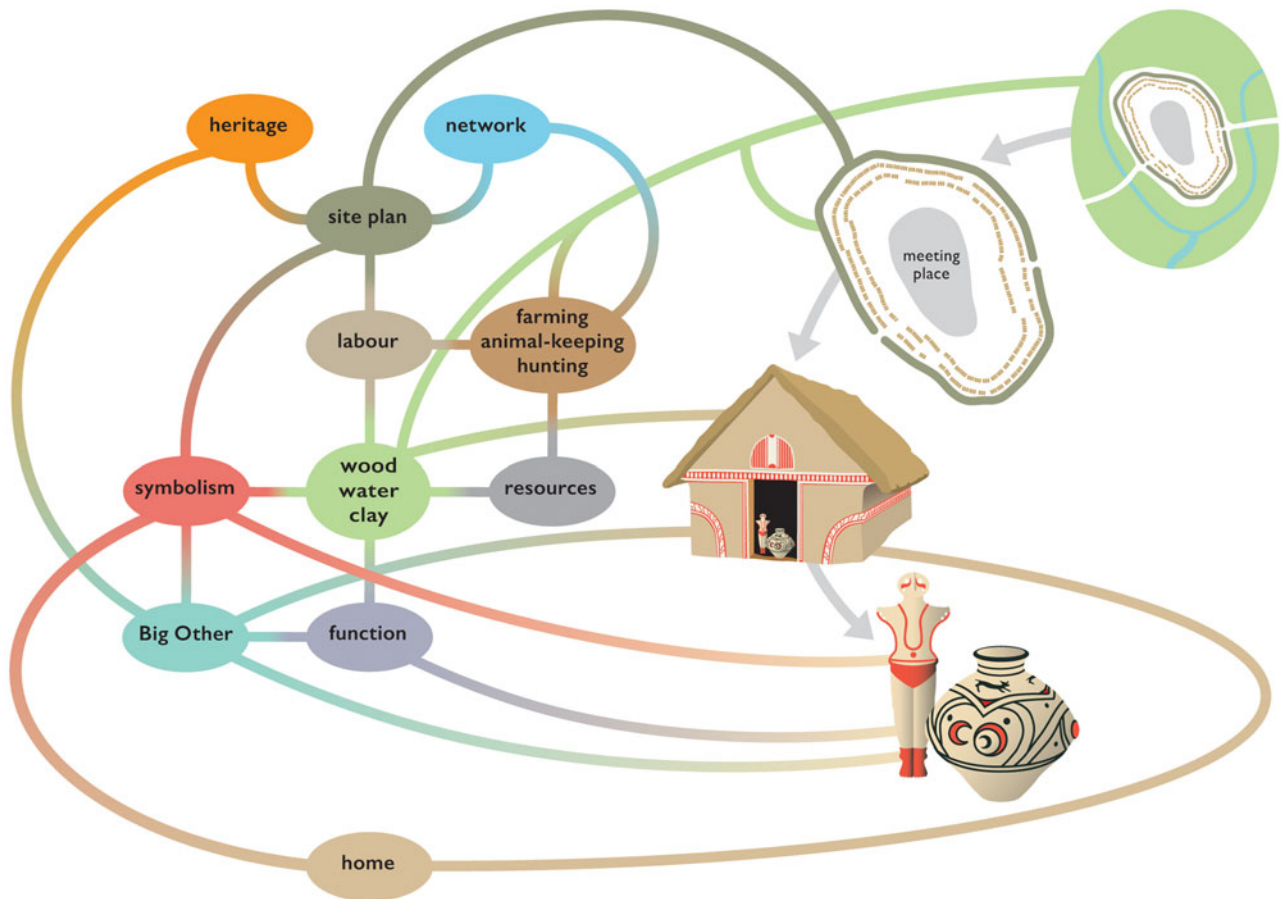 heritage
network
site plan
meeting
place
labour
farming
animal-keeping
hunting
symbolism
wood
water
clay
resources
Big Other
function
home